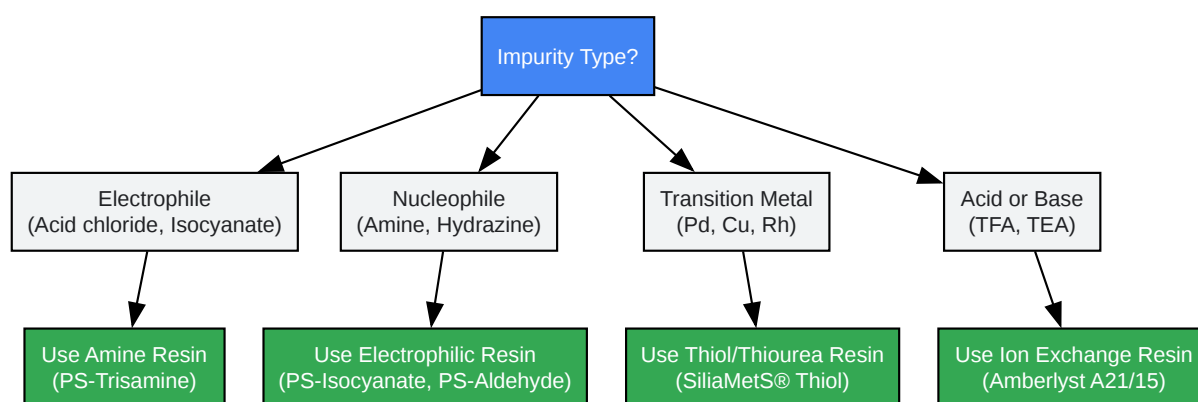 Impurity Type?
Electrophile
(Acid chloride, Isocyanate)
Nucleophile
(Amine, Hydrazine)
Transition Metal
(Pd, Cu, Rh)
Acid or Base
(TFA, TEA)
Use Amine Resin
(PS-Trisamine)
Use Electrophilic Resin
(PS-Isocyanate, PS-Aldehyde)
Use Thiol/Thiourea Resin
(SiliaMetS® Thiol)
Use Ion Exchange Resin
(Amberlyst A21/15)